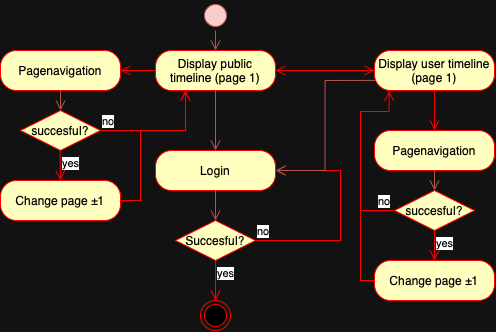 Pagenavigation
succesful?
no
yes
Change page ±1
Display public
timeline (page 1)
Login
Succesful?
no
yes
Display user timeline
(page 1)
Pagenavigation
succesful?
no
yes
Change page ±1